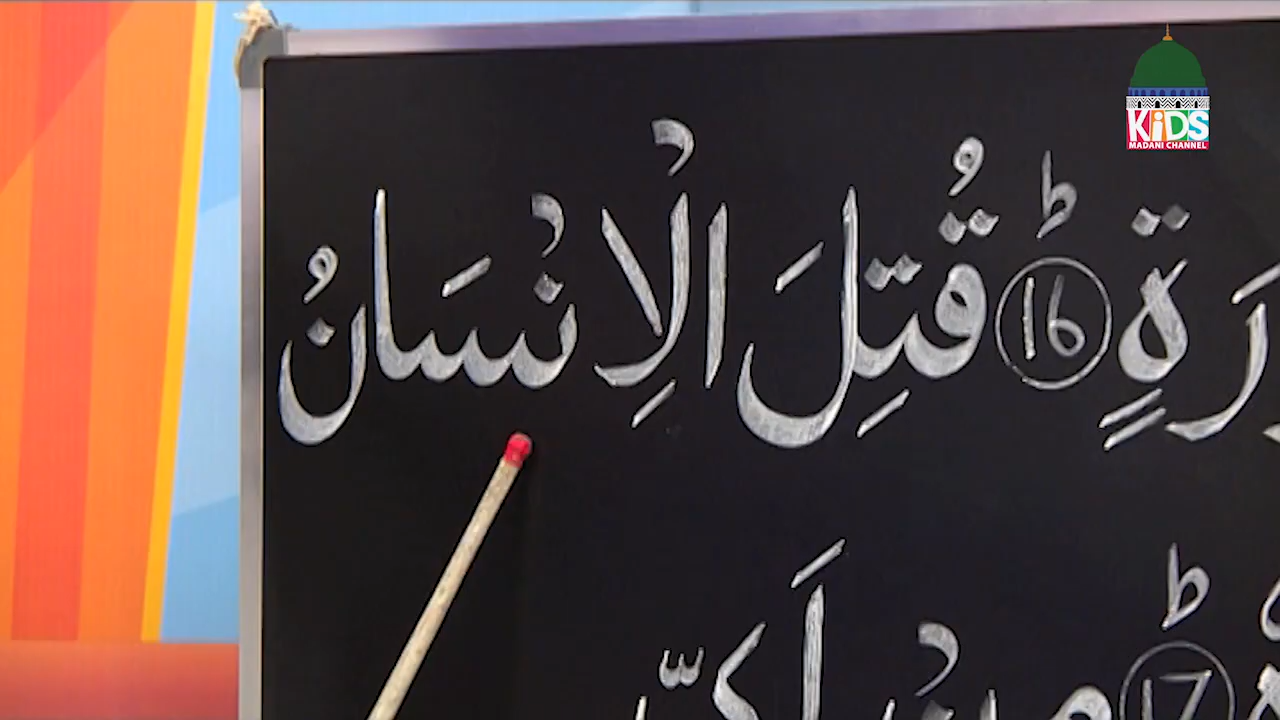 KiDS
MADANI CHANNEL
رَةٍ ؕ 16 قُتِلَ الْاِنْسَانُ
ؕ 17 مِنْ اَیِّ